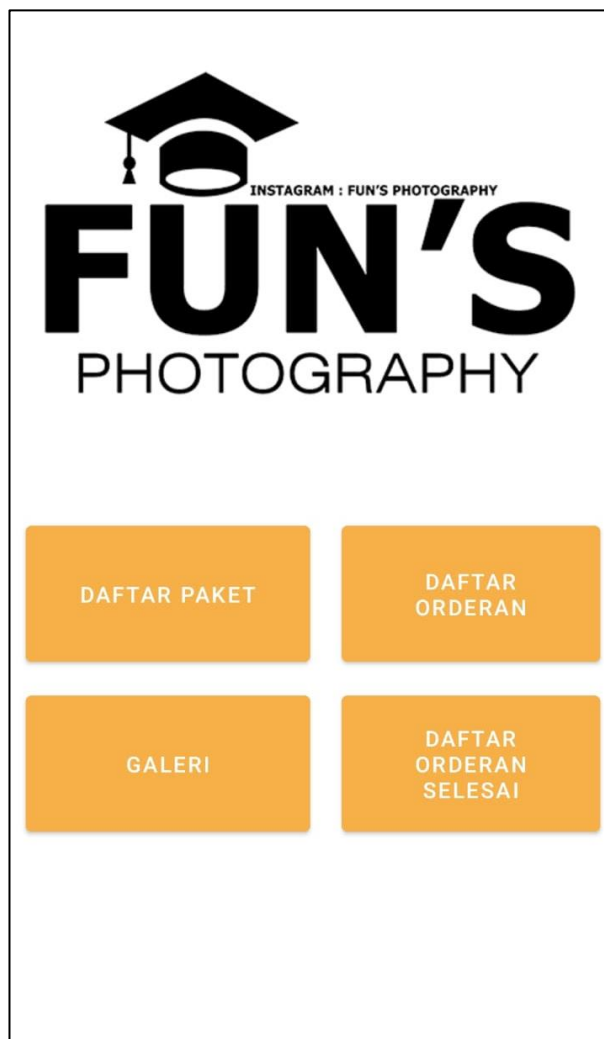 INSTAGRAM : FUN'S PHOTOGRAPHY
FUN'S
PHOTOGRAPHY
DAFTAR PAKET
DAFTAR
ORDERAN
GALERI
DAFTAR
ORDERAN
SELESAI